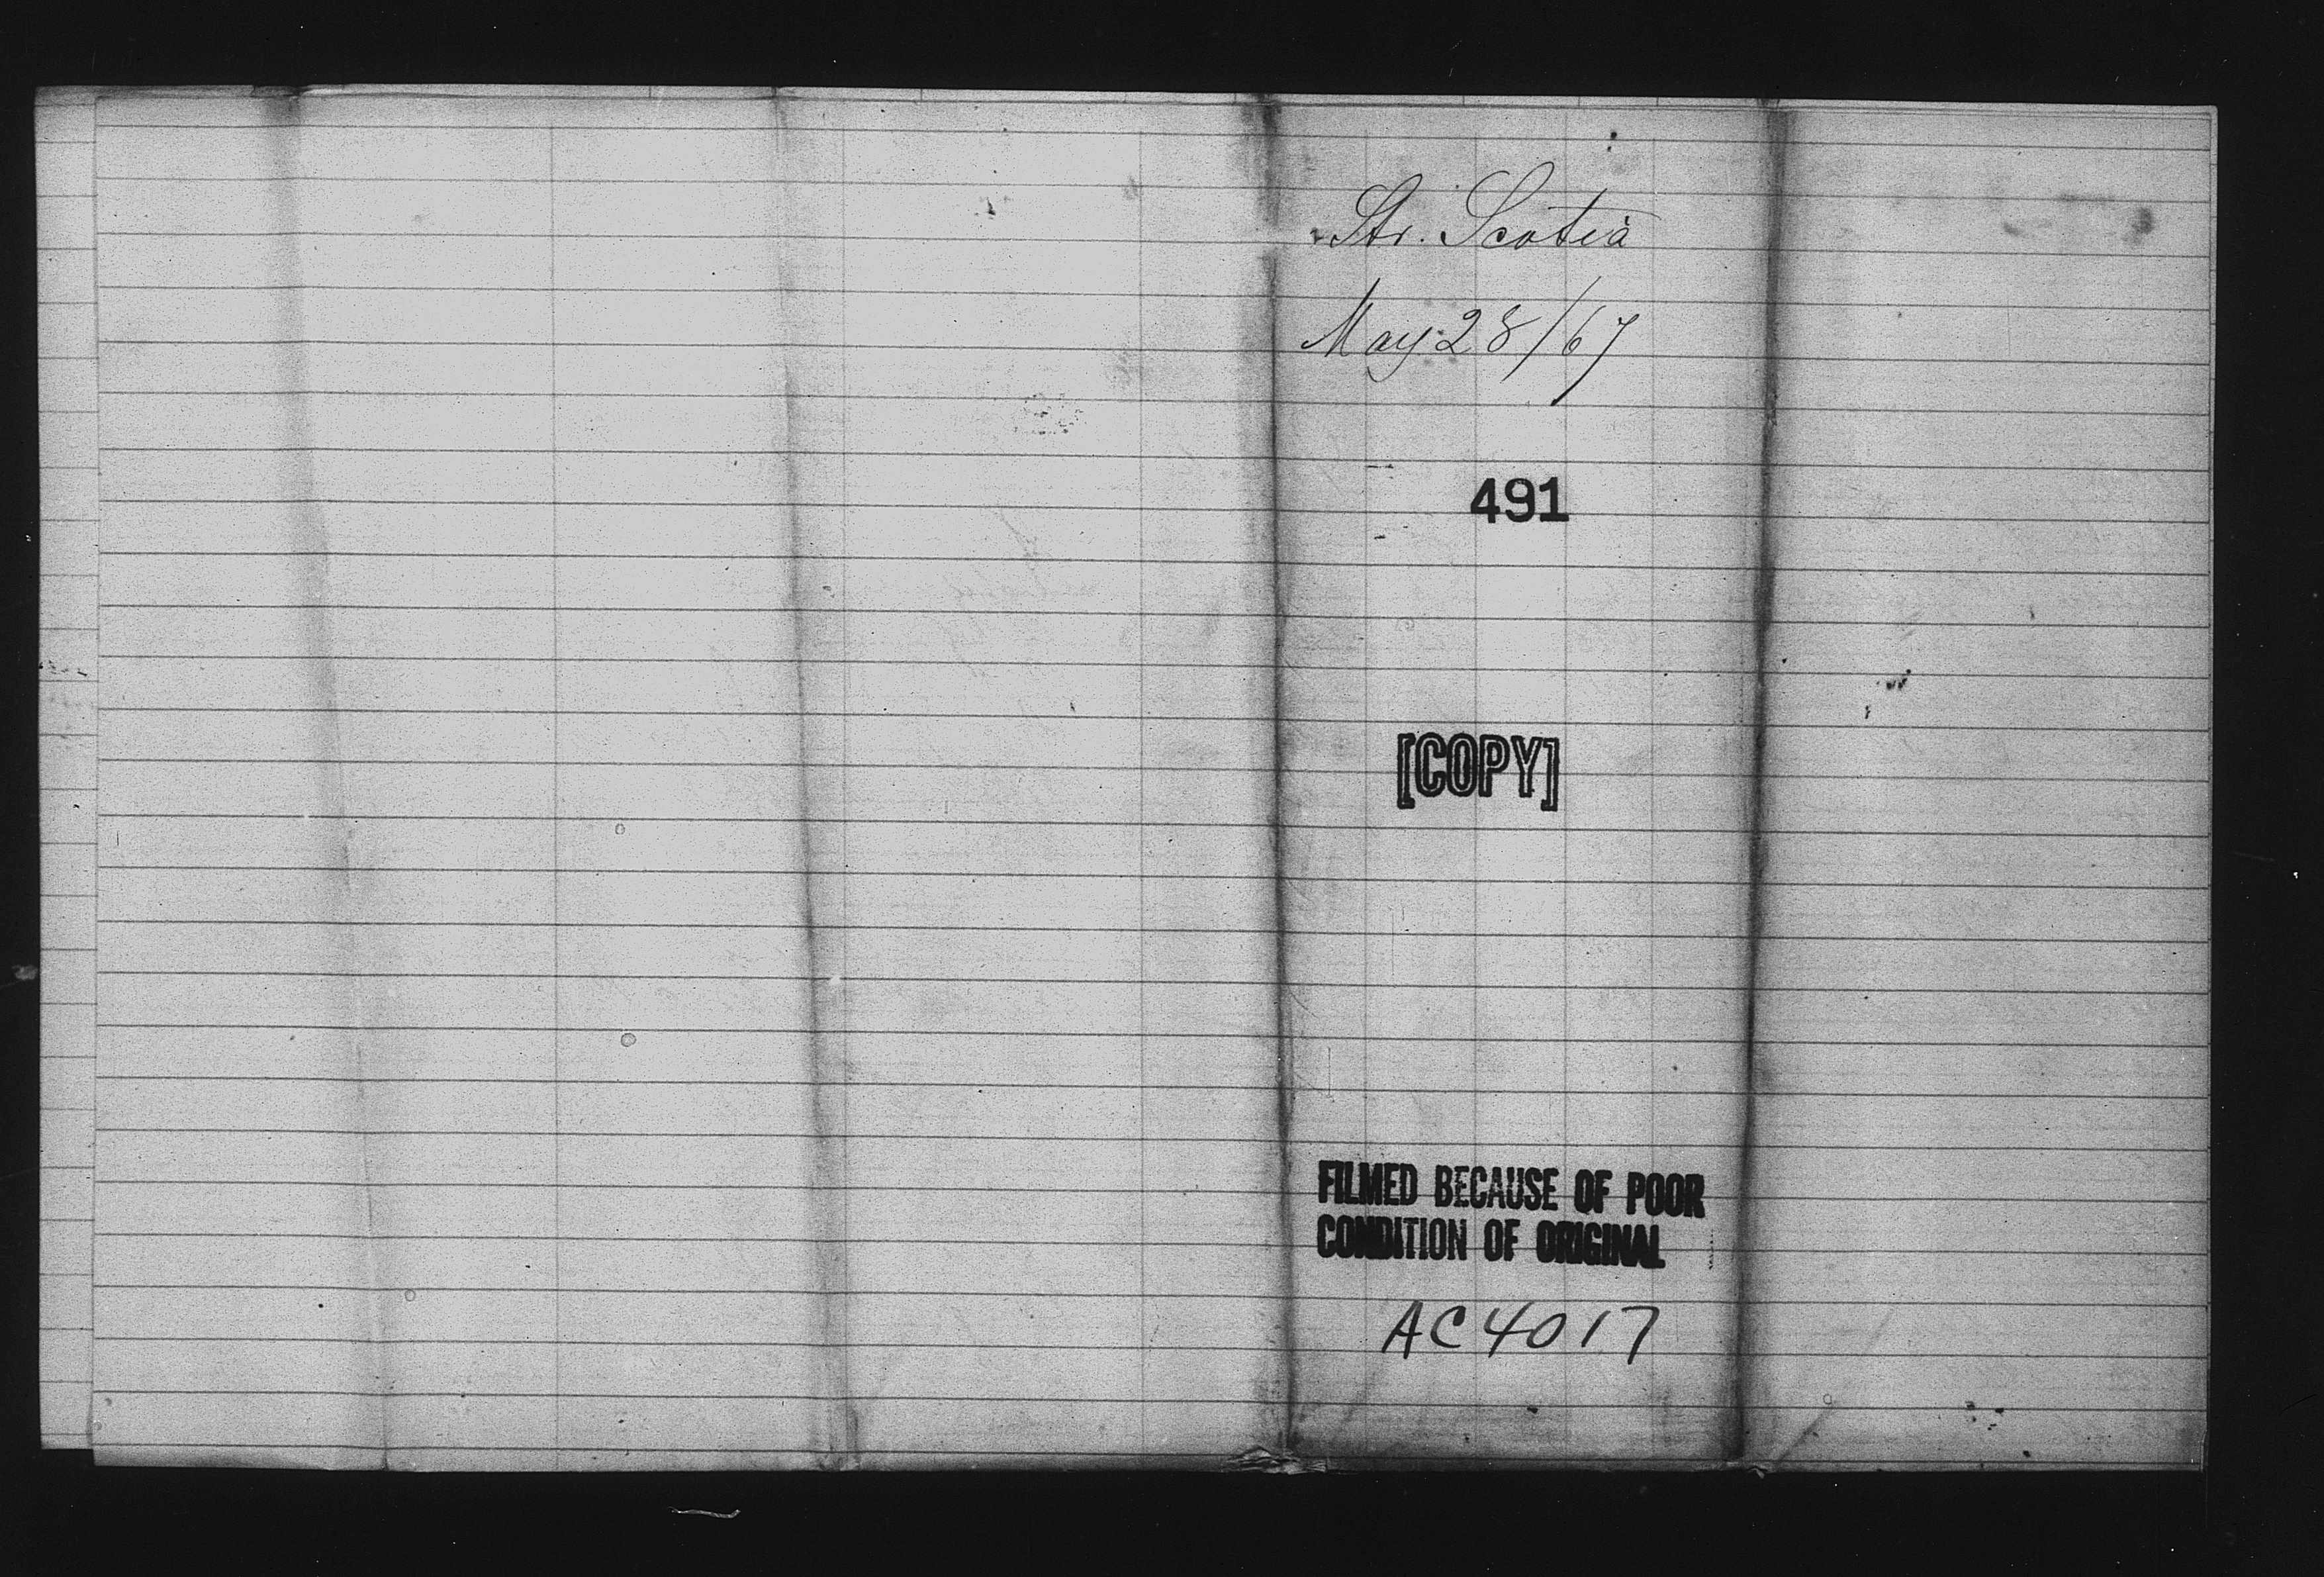 Str. Scotia
May 28/67
491
[COPY]
FILMED BECAUSE OF POOR
CONDITION OF ORIGINAL
AC4017